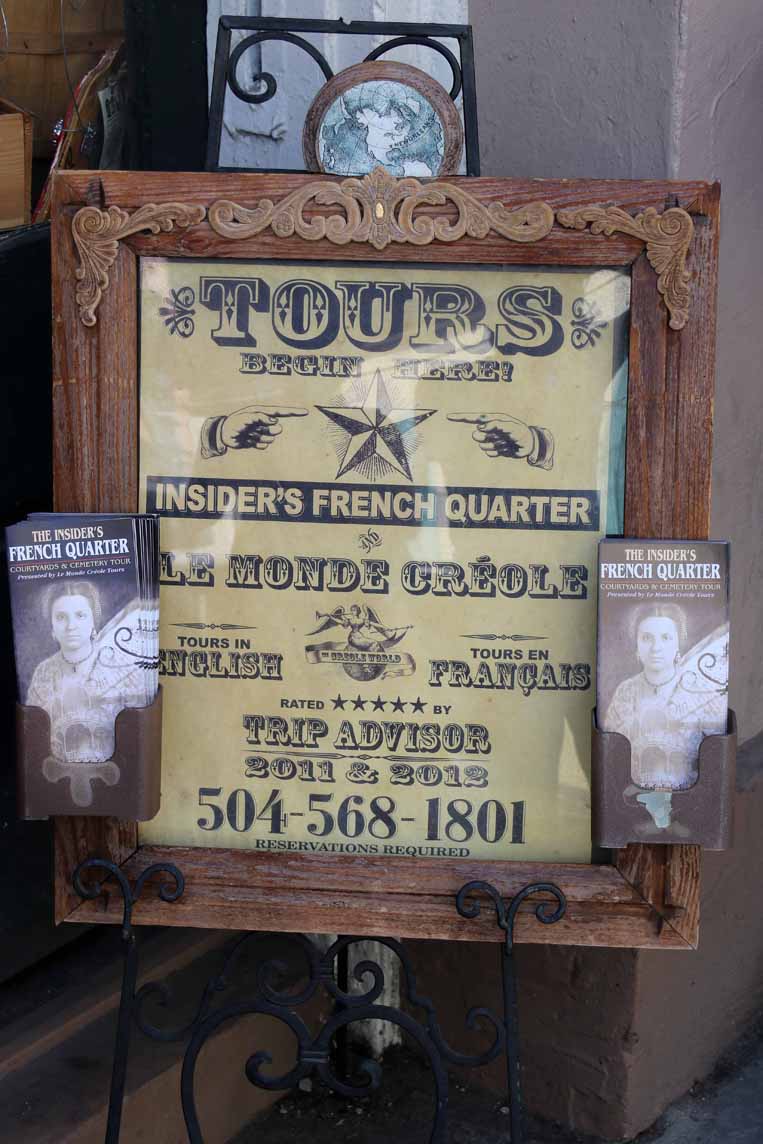 TOURS
BEGIN HERE!
INSIDER'S FRENCH QUARTER
&
LE MONDE CRÉOLE
TOURS IN
ENGLISH
CREOLE WORLD
TOURS EN
FRANÇAIS
RATED ★★★★★ BY
TRIP ADVISOR
2011 & 2012
504-568-1801
RESERVATIONS REQUIRED
THE INSIDER'S
FRENCH QUARTER
COURTYARDS & CEMETERY TOUR
Presented by Le Monde Créole Tours
THE INSIDER'S
FRENCH QUARTER
COURTYARDS & CEMETERY TOUR
Presented by Le Monde Créole Tours